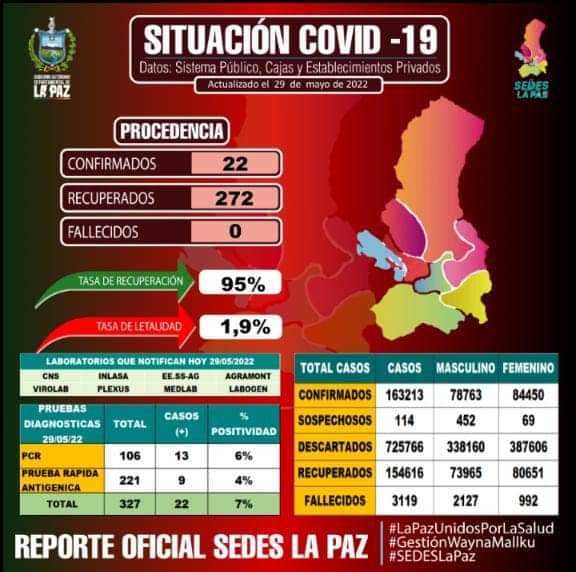 GOBIERNO AUTÓNOMO
DEPARTAMENTAL DE
LA PAZ
SITUACIÓN COVID -19
Datos: Sistema Público, Cajas y Establecimientos Privados
Actualizado el 29 de mayo de 2022
SEDES
LA PAZ
PROCEDENCIA
CONFIRMADOS 22
RECUPERADOS 272
FALLECIDOS 0
TASA DE RECUPERACIÓN 95%
TASA DE LETALIDAD 1,9%
LABORATORIOS QUE NOTIFICAN HOY 29/05/2022
CNS INLASA EE.SS-AG AGRAMONT
VIROLAB PLEXUS MEDLAB LABOGEN
PRUEBAS
DIAGNOSTICAS
29/05/22
TOTAL
CASOS
(+)
%
POSITIVIDAD
PCR 106 13 6%
PRUEBA RAPIDA
ANTIGENICA
221 9 4%
TOTAL 327 22 7%
TOTAL CASOS CASOS MASCULINO FEMENINO
CONFIRMADOS 163213 78763 84450
SOSPECHOSOS 114 452 69
DESCARTADOS 725766 338160 387606
RECUPERADOS 154616 73965 80651
FALLECIDOS 3119 2127 992
REPORTE OFICIAL SEDES LA PAZ
#LaPazUnidosPorLaSalud
#GestiónWaynaMallku
#SEDESLaPaz